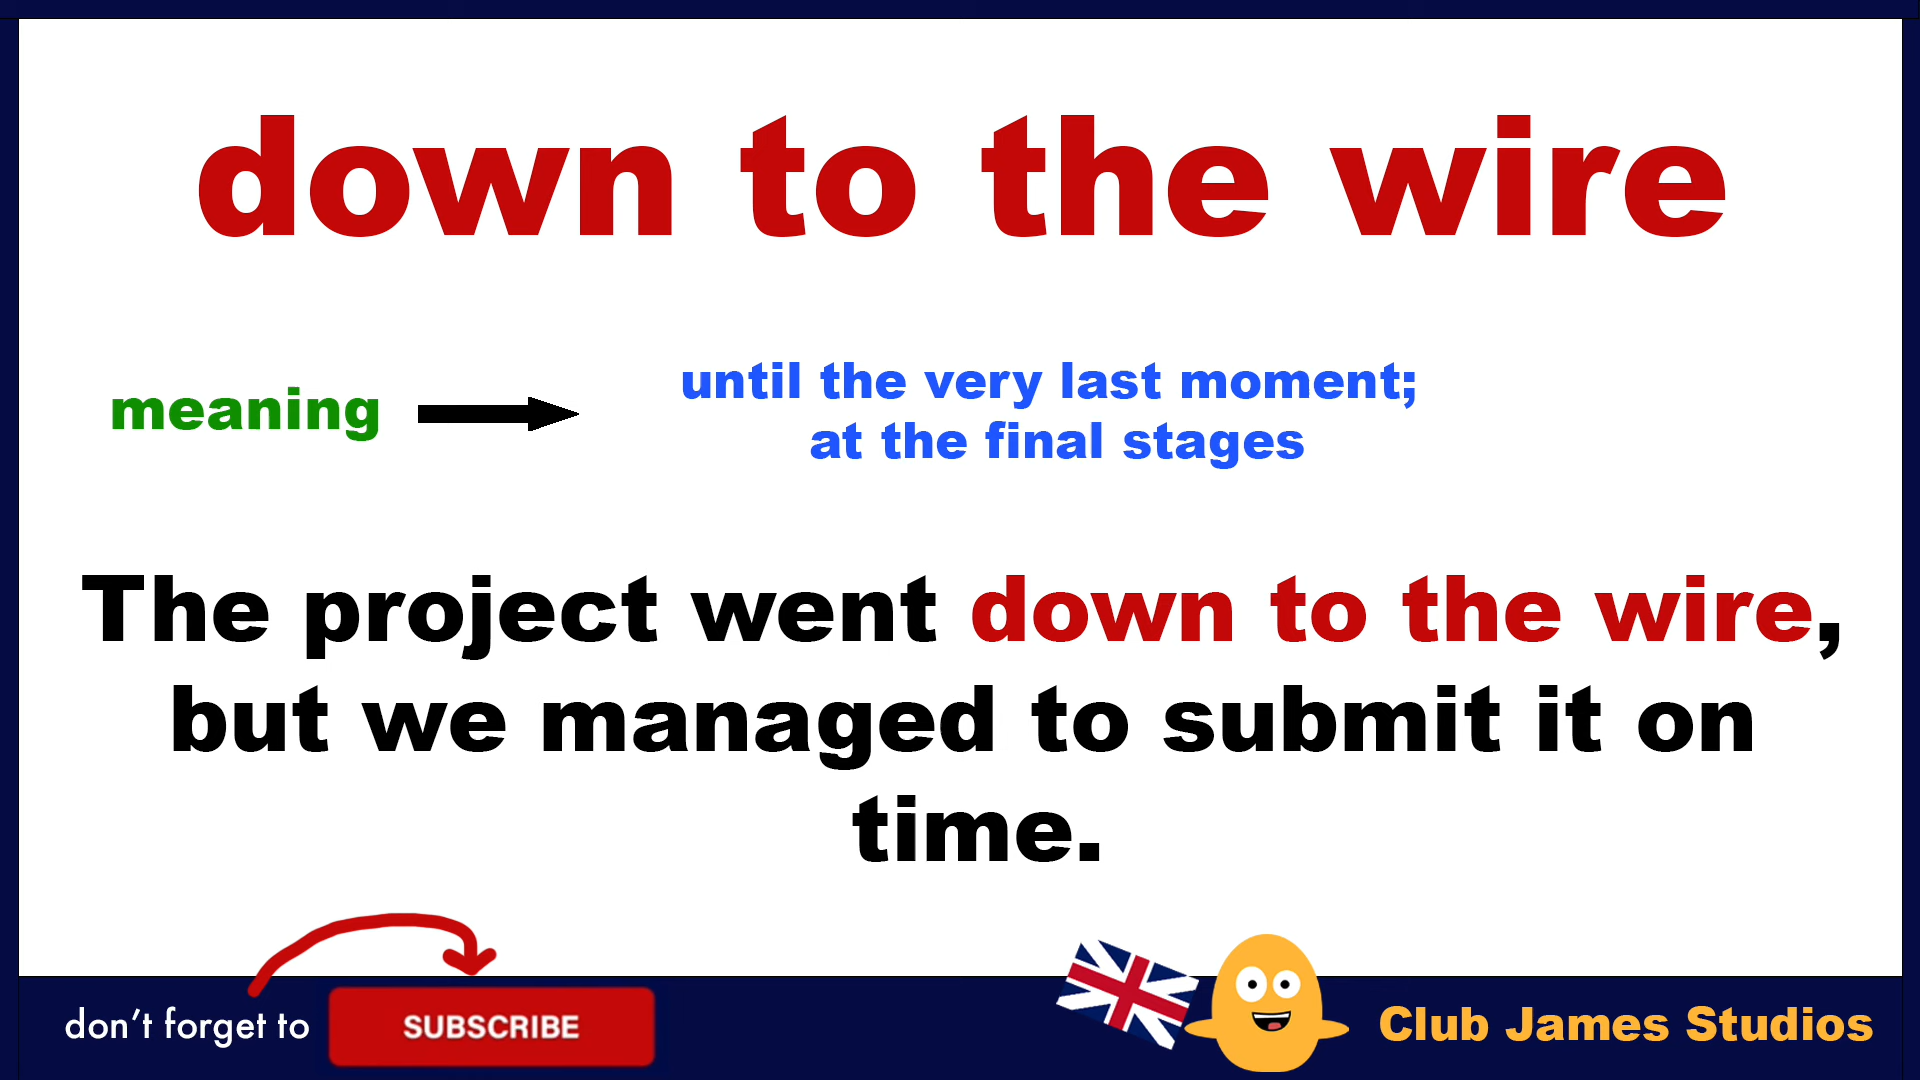 down to the wire
meaning
until the very last moment;
at the final stages
The project went down to the wire,
but we managed to submit it on
time.
don't forget to
SUBSCRIBE
Club James Studios